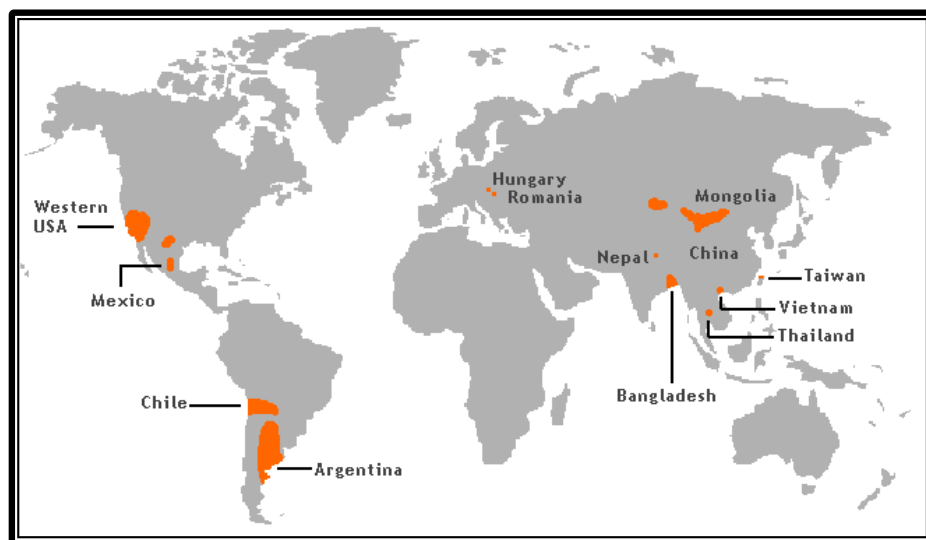 Hungary
Romania
Western
USA
Mongolia
Nepal
China
Taiwan
Mexico
Vietnam
Thailand
Bangladesh
Chile
Argentina